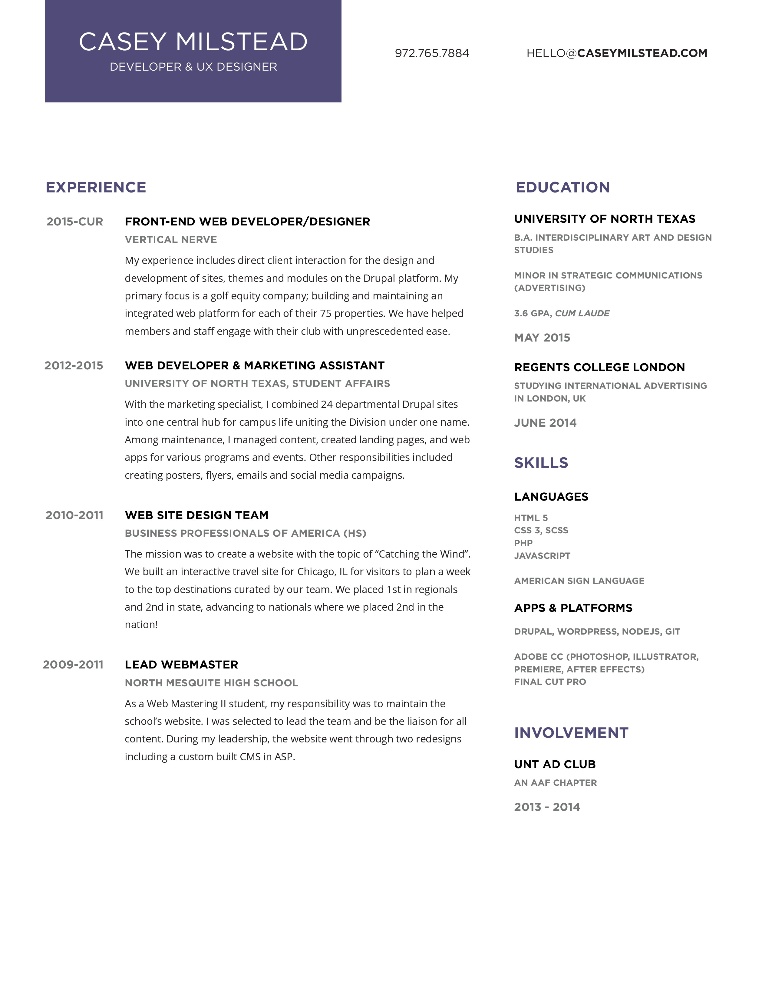 CASEY MILSTEAD
DEVELOPER & UX DESIGNER
972.765.7884
HELLO@CASEYMILSTEAD.COM
EXPERIENCE
2015-CUR
FRONT-END WEB DEVELOPER/DESIGNER
VERTICAL NERVE
My experience includes direct client interaction for the design and
development of sites, themes and modules on the Drupal platform. My
primary focus is a golf equity company; building and maintaining an
integrated web platform for each of their 75 properties. We have helped
members and staff engage with their club with unprescedented ease.
2012-2015
WEB DEVELOPER & MARKETING ASSISTANT
UNIVERSITY OF NORTH TEXAS, STUDENT AFFAIRS
With the marketing specialist, I combined 24 departmental Drupal sites
into one central hub for campus life uniting the Division under one name.
Among maintenance, I managed content, created landing pages, and web
apps for various programs and events. Other responsibilities included
creating posters, flyers, emails and social media campaigns.
2010-2011
WEB SITE DESIGN TEAM
BUSINESS PROFESSIONALS OF AMERICA (HS)
The mission was to create a website with the topic of “Catching the Wind”.
We built an interactive travel site for Chicago, IL for visitors to plan a week
to the top destinations curated by our team. We placed 1st in regionals
and 2nd in state, advancing to nationals where we placed 2nd in the
nation!
2009-2011
LEAD WEBMASTER
NORTH MESQUITE HIGH SCHOOL
As a Web Mastering II student, my responsibility was to maintain the
school’s website. I was selected to lead the team and be the liaison for all
content. During my leadership, the website went through two redesigns
including a custom built CMS in ASP.
EDUCATION
UNIVERSITY OF NORTH TEXAS
B.A. INTERDISCIPLINARY ART AND DESIGN
STUDIES
MINOR IN STRATEGIC COMMUNICATIONS
(ADVERTISING)
3.6 GPA, CUM LAUDE
MAY 2015
REGENTS COLLEGE LONDON
STUDYING INTERNATIONAL ADVERTISING
IN LONDON, UK
JUNE 2014
SKILLS
LANGUAGES
HTML 5
CSS 3, SCSS
PHP
JAVASCRIPT
AMERICAN SIGN LANGUAGE
APPS & PLATFORMS
DRUPAL, WORDPRESS, NODEJS, GIT
ADOBE CC (PHOTOSHOP, ILLUSTRATOR,
PREMIERE, AFTER EFFECTS)
FINAL CUT PRO
INVOLVEMENT
UNT AD CLUB
AN AAF CHAPTER
2013 - 2014